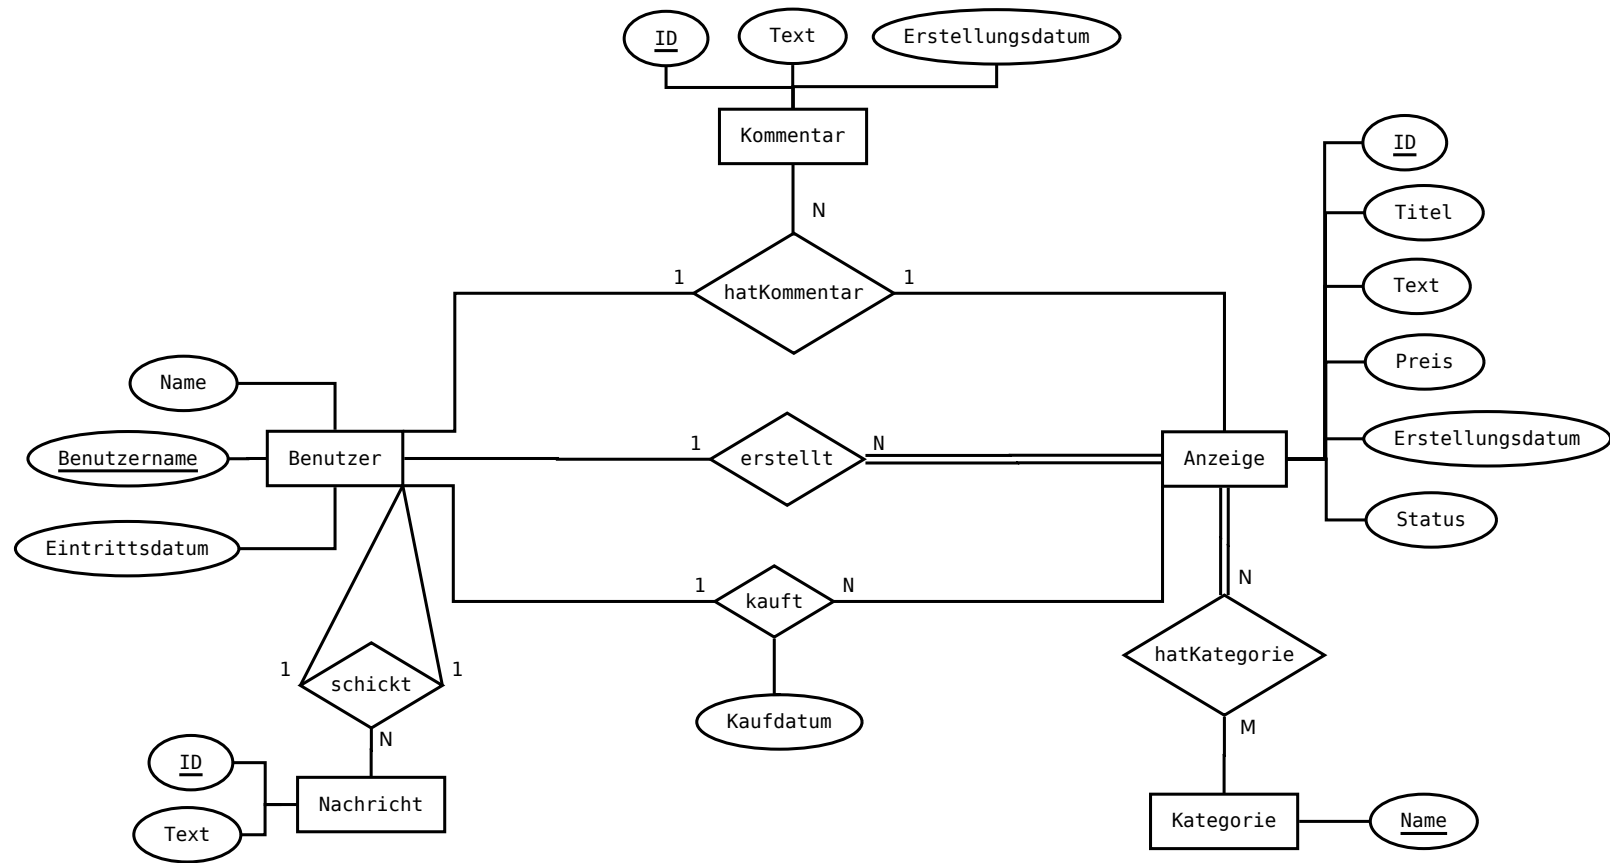 ID
Text
Erstellungsdatum
Kommentar
N
1
hatKommentar
1
ID
Titel
Text
Preis
Erstellungsdatum
Status
Name
Benutzername
Eintrittsdatum
Benutzer
1
erstellt
N
Anzeige
1
kauft
N
Kaufdatum
N
hatKategorie
M
Kategorie
Name
1
schickt
1
N
ID
Text
Nachricht